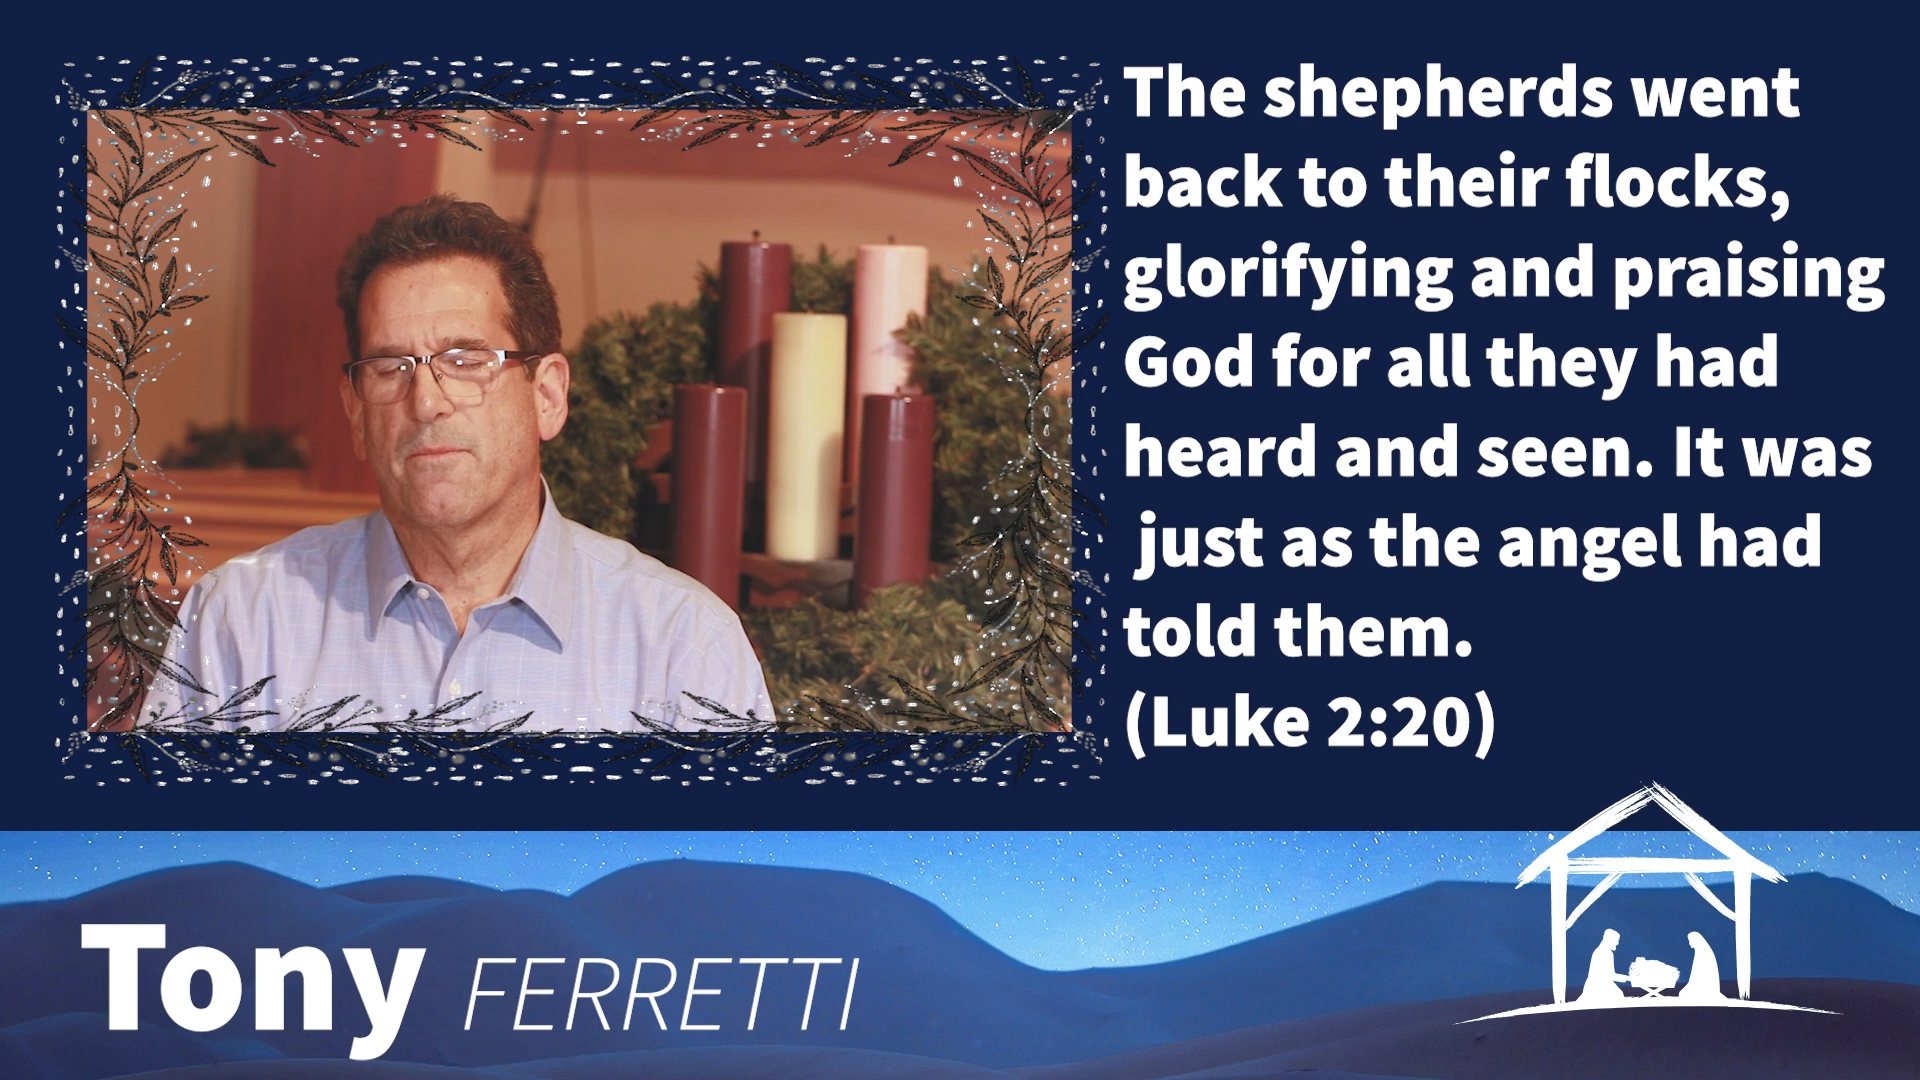 The shepherds went
back to their flocks,
glorifying and praising
God for all they had
heard and seen. It was
just as the angel had
told them.
(Luke 2:20)
Tony FERRETTI